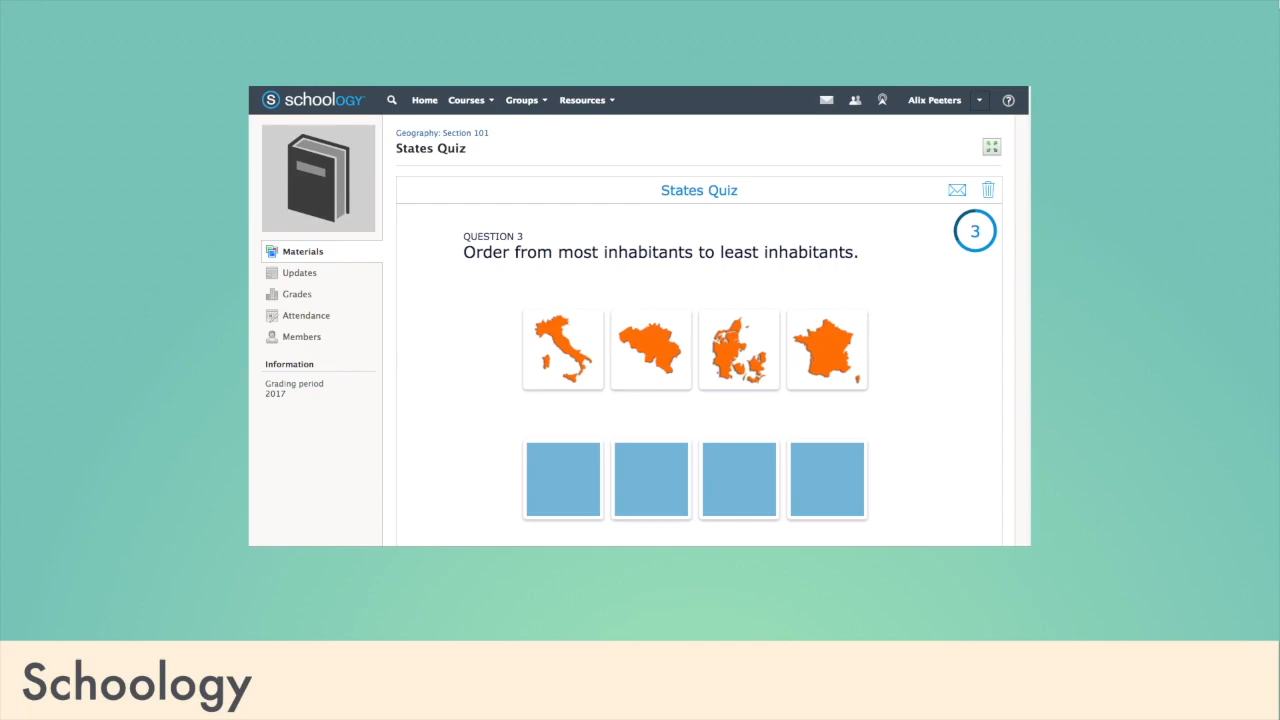 schoology
Home Courses Groups Resources
Alix Peeters
Geography: Section 101
States Quiz
States Quiz
3
QUESTION 3
Order from most inhabitants to least inhabitants.
Materials
Updates
Grades
Attendance
Members
Information
Grading period
2017
Schoology